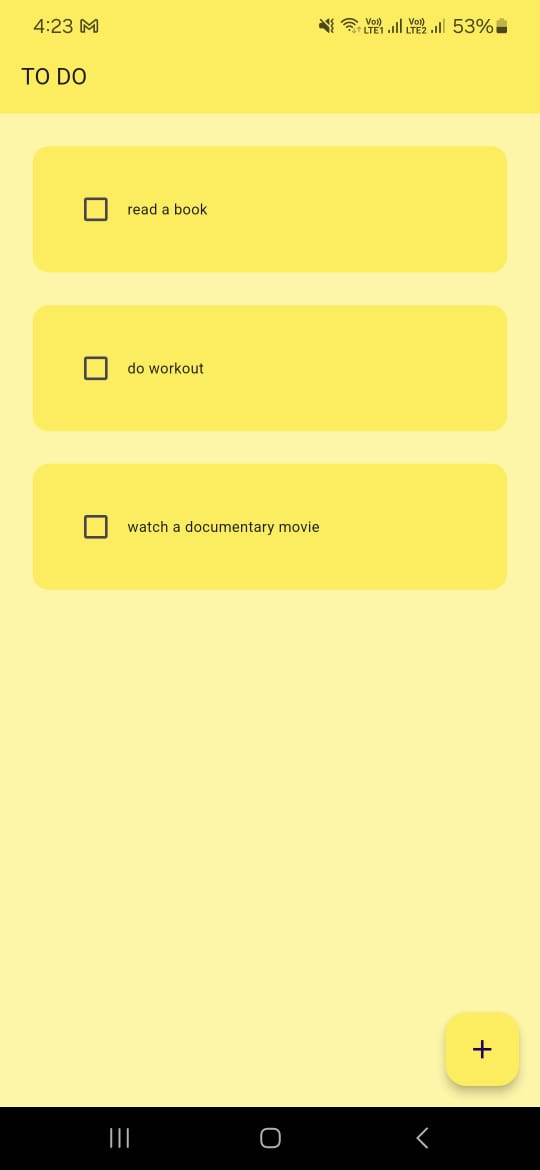 4:23
Vo)) LTE1
Vo)) LTE2
53%
TO DO
read a book
do workout
watch a documentary movie
+